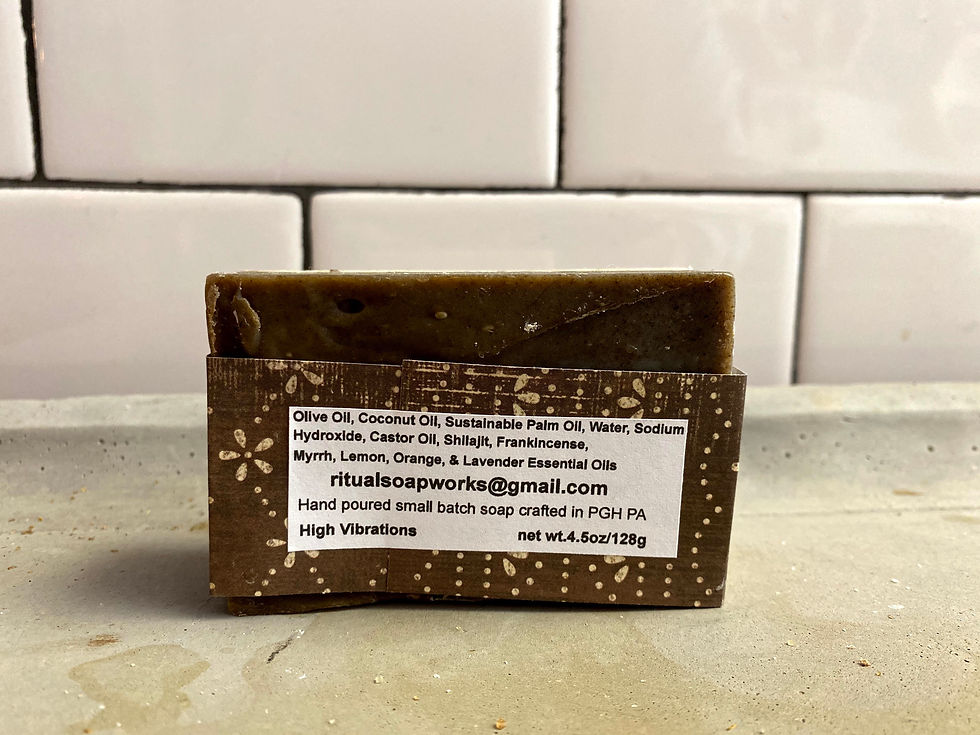 Olive Oil, Coconut Oil, Sustainable Palm Oil, Water, Sodium
Hydroxide, Castor Oil, Shilajit, Frankincense,
Myrrh, Lemon, Orange, & Lavender Essential Oils
ritualsoapworks@gmail.com
Hand poured small batch soap crafted in PGH PA
High Vibrations net wt.4.5oz/128g